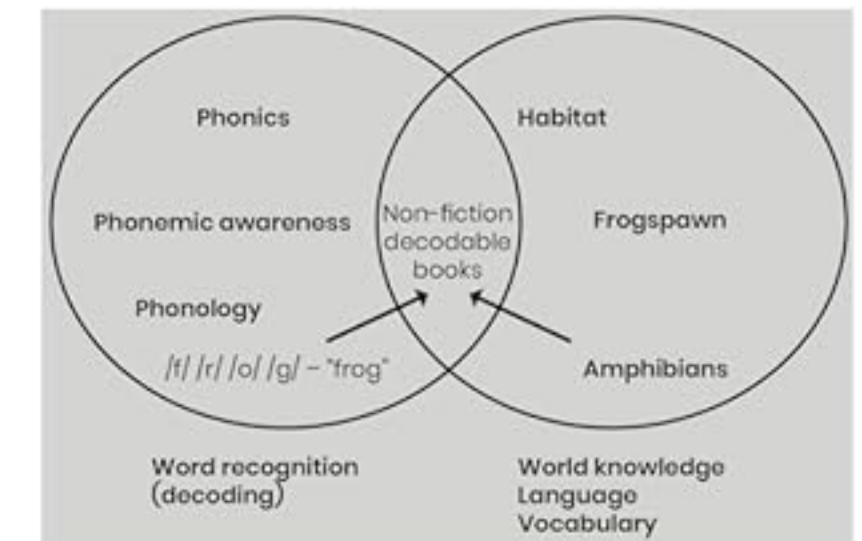 Phonics
Habitat
Phonemic awareness
Non-fiction
decodable
books
Frogspawn
Phonology
/f/ /r/ /o/ /g/ – "frog"
Amphibians
Word recognition
(decoding)
World knowledge
Language
Vocabulary